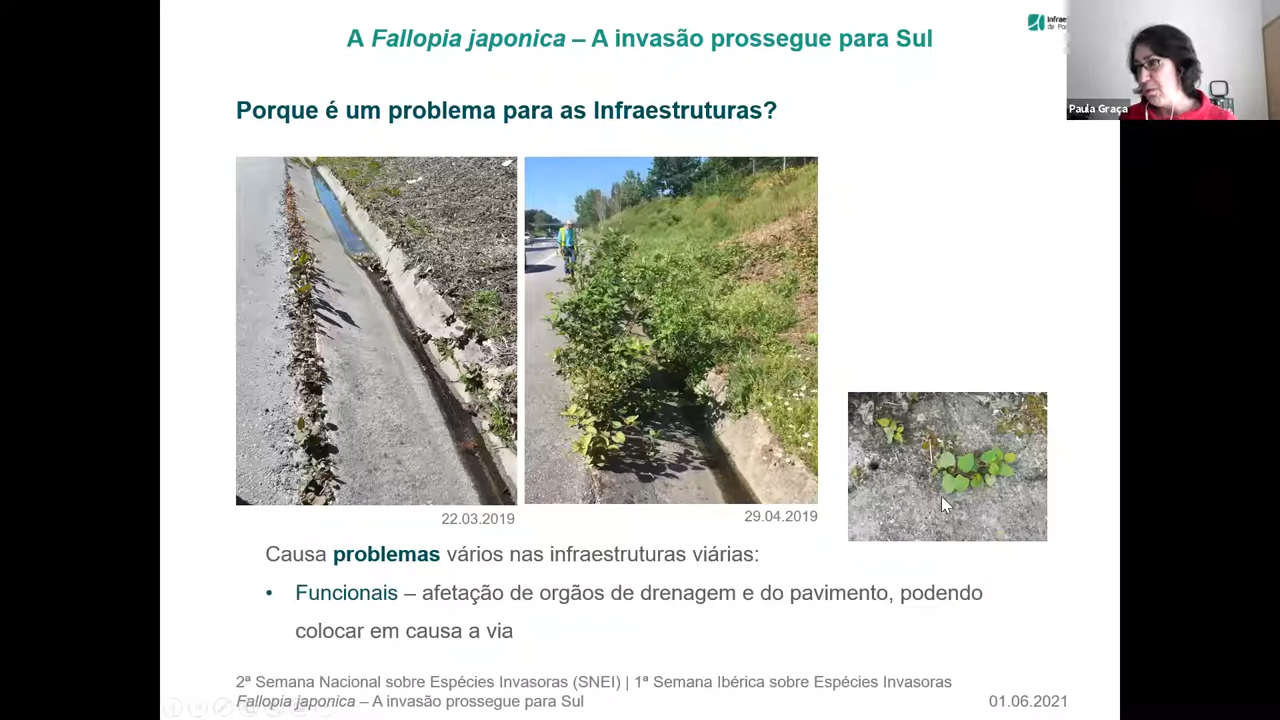 A Fallopia japonica – A invasão prossegue para Sul
Infrae
de Po
Paula Graça
Porque é um problema para as Infraestruturas?
22.03.2019
29.04.2019
Causa problemas vários nas infraestruturas viárias:
• Funcionais – afetação de orgãos de drenagem e do pavimento, podendo
colocar em causa a via
2ª Semana Nacional sobre Espécies Invasoras (SNEI) | 1ª Semana Ibérica sobre Espécies Invasoras
Fallopia japonica – A invasão prossegue para Sul
01.06.2021